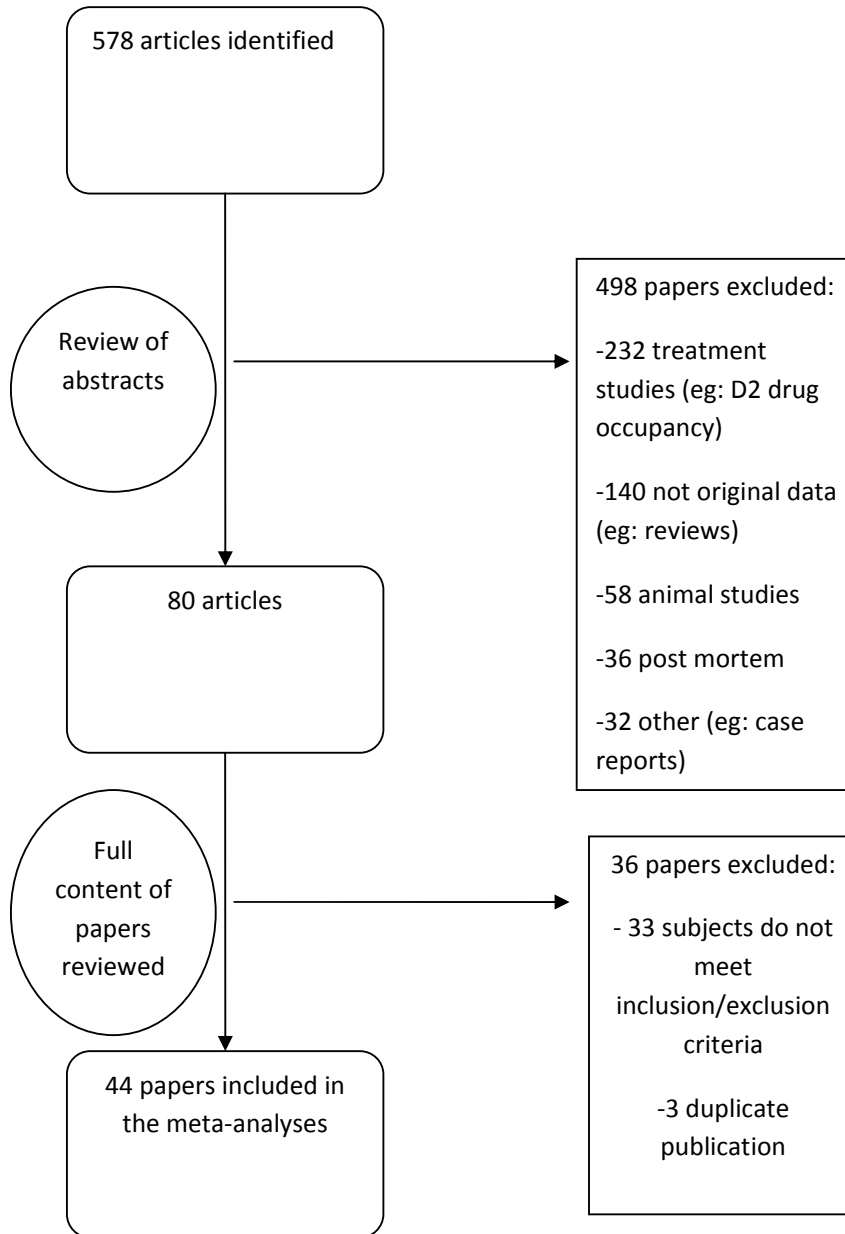 578 articles identified
Review of
abstracts
498 papers excluded:
-232 treatment
studies (eg: D2 drug
occupancy)
-140 not original data
(eg: reviews)
-58 animal studies
-36 post mortem
-32 other (eg: case
reports)
80 articles
Full
content of
papers
reviewed
36 papers excluded:
- 33 subjects do not
meet
inclusion/exclusion
criteria
-3 duplicate
publication
44 papers included in
the meta-analyses